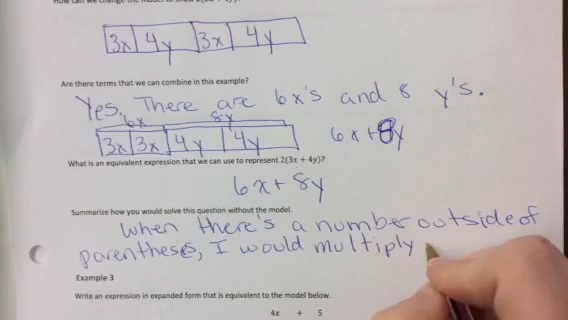 How can we change the model to show 2(3x + 4y)?
3x 4y 3x 4y
Are there terms that we can combine in this example?
Yes. There are 6x's and 8 y's.
6x 8y
3x 3x 4y 4y 6x+8y
What is an equivalent expression that we can use to represent 2(3x + 4y)?
6x+8y
Summarize how you would solve this question without the model.
When there's a number outside of
parentheses, I would multiply
Example 3
Write an expression in expanded form that is equivalent to the model below.
4x + 5